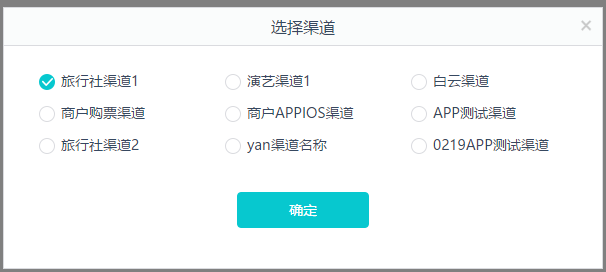 选择渠道
旅行社渠道1 演艺渠道1 白云渠道
商户购票渠道 商户APPIOS渠道 APP测试渠道
旅行社渠道2 yan渠道名称 0219APP测试渠道
确定